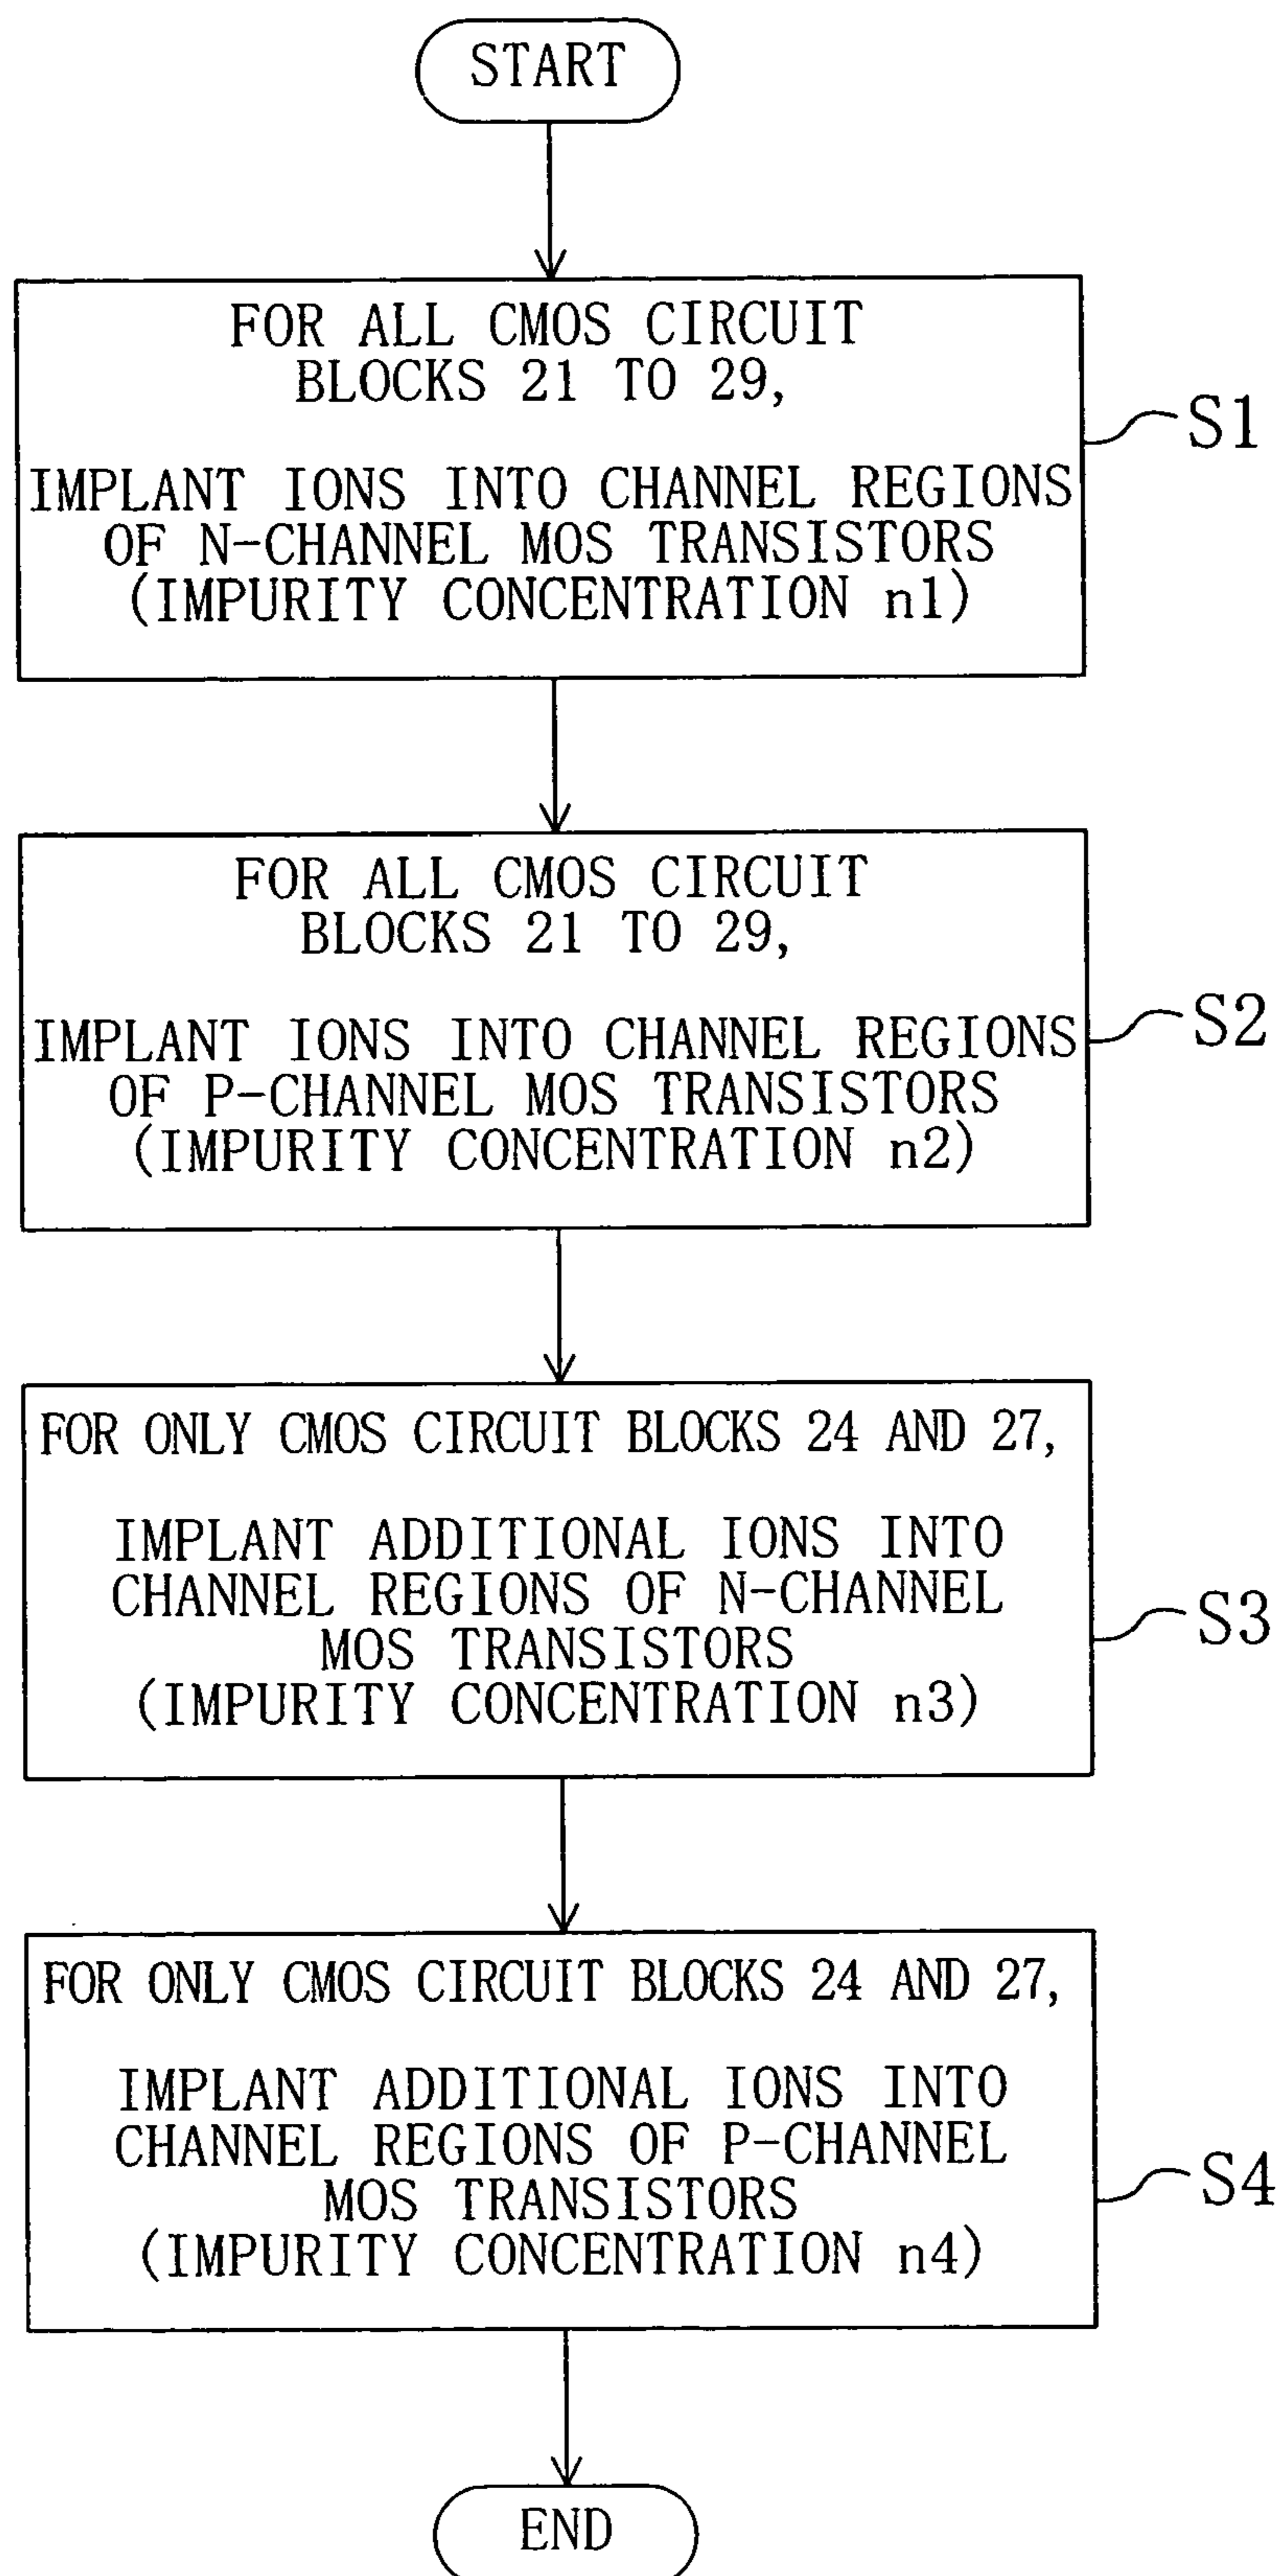 START
FOR ALL CMOS CIRCUIT
BLOCKS 21 TO 29,
IMPLANT IONS INTO CHANNEL REGIONS
OF N-CHANNEL MOS TRANSISTORS
(IMPURITY CONCENTRATION n1)
S1
FOR ALL CMOS CIRCUIT
BLOCKS 21 TO 29,
IMPLANT IONS INTO CHANNEL REGIONS
OF P-CHANNEL MOS TRANSISTORS
(IMPURITY CONCENTRATION n2)
S2
FOR ONLY CMOS CIRCUIT BLOCKS 24 AND 27,
IMPLANT ADDITIONAL IONS INTO
CHANNEL REGIONS OF N-CHANNEL
MOS TRANSISTORS
(IMPURITY CONCENTRATION n3)
S3
FOR ONLY CMOS CIRCUIT BLOCKS 24 AND 27,
IMPLANT ADDITIONAL IONS INTO
CHANNEL REGIONS OF P-CHANNEL
MOS TRANSISTORS
(IMPURITY CONCENTRATION n4)
S4
END